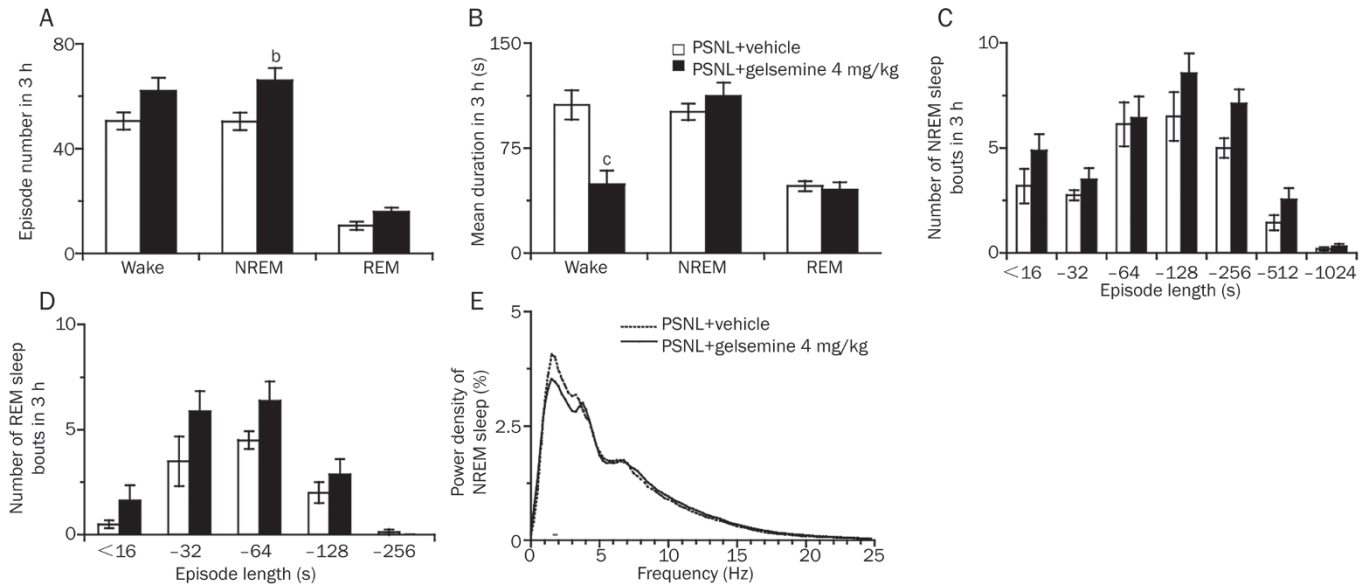 A
Episode number in 3 h
80
40
0
b
Wake
NREM
REM
B
Mean duration in 3 h (s)
150
75
0
PSNL+vehicle
PSNL+gelsemine 4 mg/kg
c
Wake
NREM
REM
C
Number of NREM sleep
bouts in 3 h
10
5
0
<16
-32
-64
-128
-256
-512
-1024
Episode length (s)
D
Number of REM sleep
bouts in 3 h
10
5
0
<16
-32
-64
-128
-256
Episode length (s)
E
Power density of
NREM sleep (%)
5
2.5
0
PSNL+vehicle
PSNL+gelsemine 4 mg/kg
0
5
10
15
20
25
Frequency (Hz)